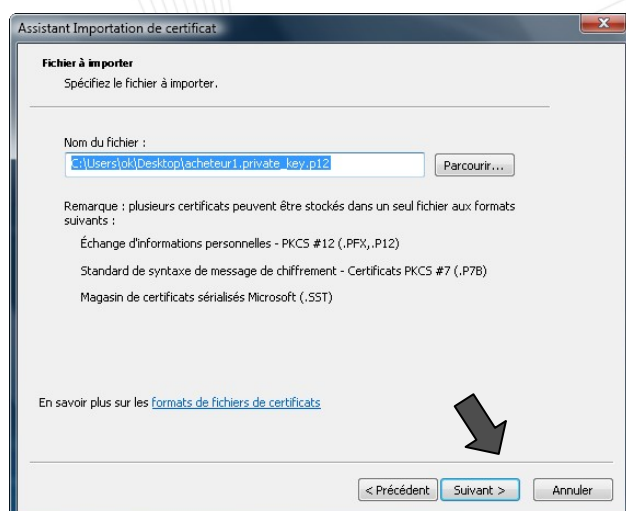 Assistant Importation de certificat
Fichier à importer
Spécifiez le fichier à importer.
Nom du fichier :
C:\Users\ok\Desktop\acheteur1.private_key.p12
Parcourir...
Remarque : plusieurs certificats peuvent être stockés dans un seul fichier aux formats
suivants :
Échange d'informations personnelles - PKCS #12 (.PFX,.P12)
Standard de syntaxe de message de chiffrement - Certificats PKCS #7 (.P7B)
Magasin de certificats sérialisés Microsoft (.SST)
En savoir plus sur les formats de fichiers de certificats
< Précédent
Suivant >
Annuler